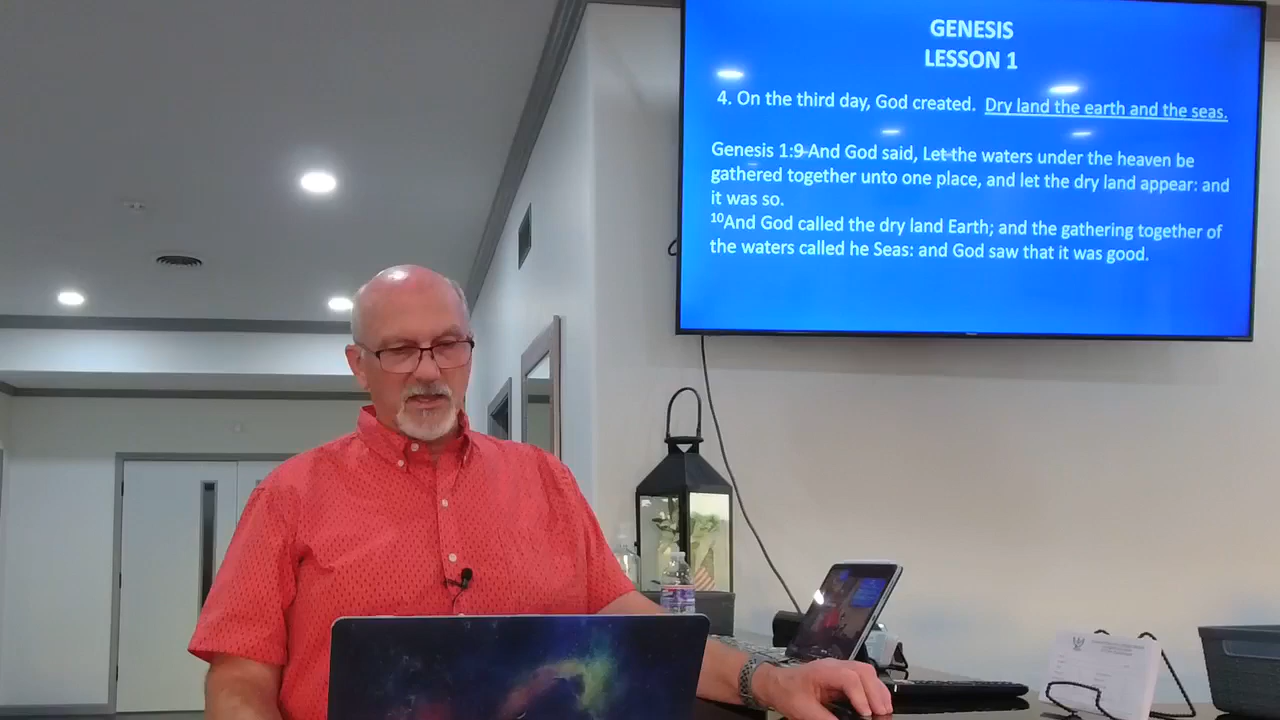 GENESIS
LESSON 1
4. On the third day, God created. Dry land the earth and the seas.
Genesis 1:9 And God said, Let the waters under the heaven be
gathered together unto one place, and let the dry land appear: and
it was so.
¹⁰And God called the dry land Earth; and the gathering together of
the waters called he Seas: and God saw that it was good.